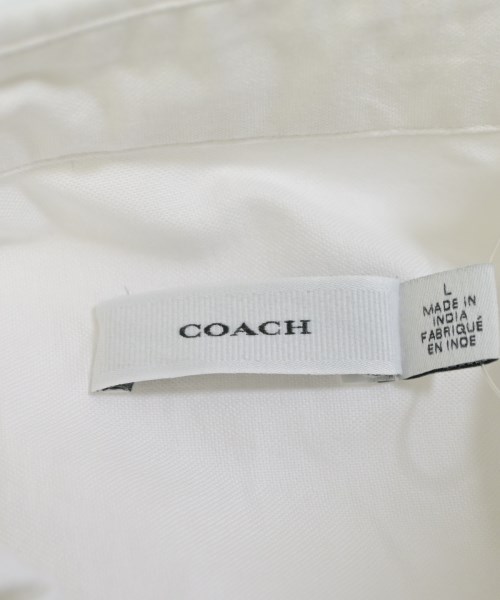 COACH
L
MADE IN
INDIA
FABRIQUÉ
EN INDE